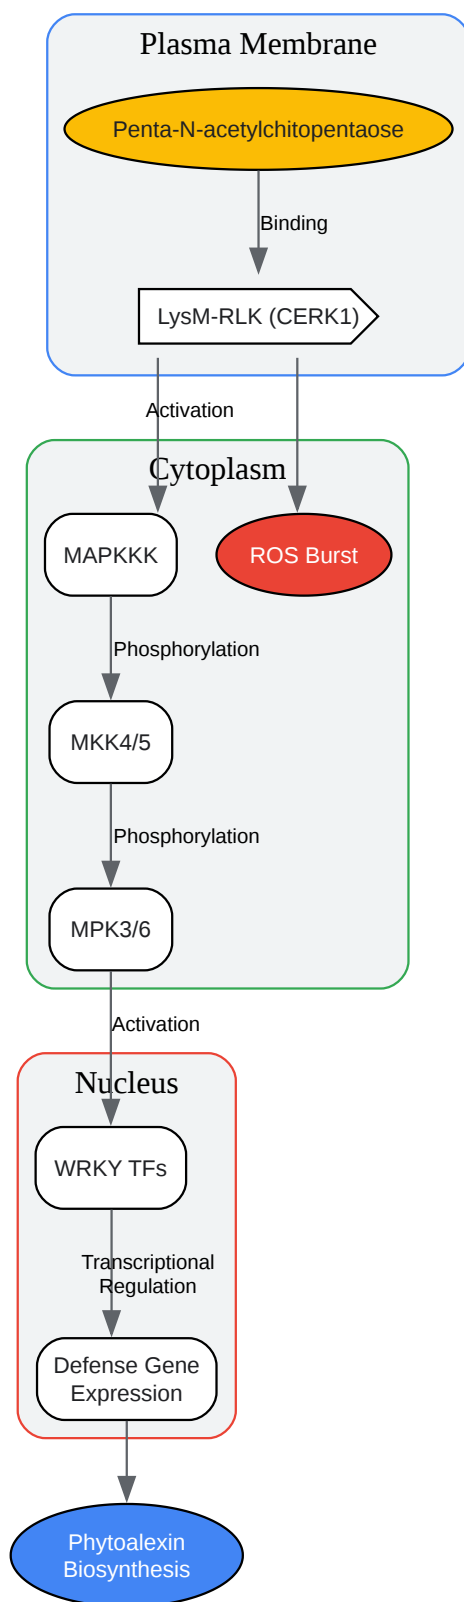 Plasma Membrane
Penta-N-acetylchitopentaose
Binding
LysM-RLK (CERK1)
Activation
Cytoplasm
MAPKKK
ROS Burst
Phosphorylation
MKK4/5
Phosphorylation
MPK3/6
Activation
Nucleus
WRKY TFs
Transcriptional
Regulation
Defense Gene
Expression
Phytoalexin
Biosynthesis